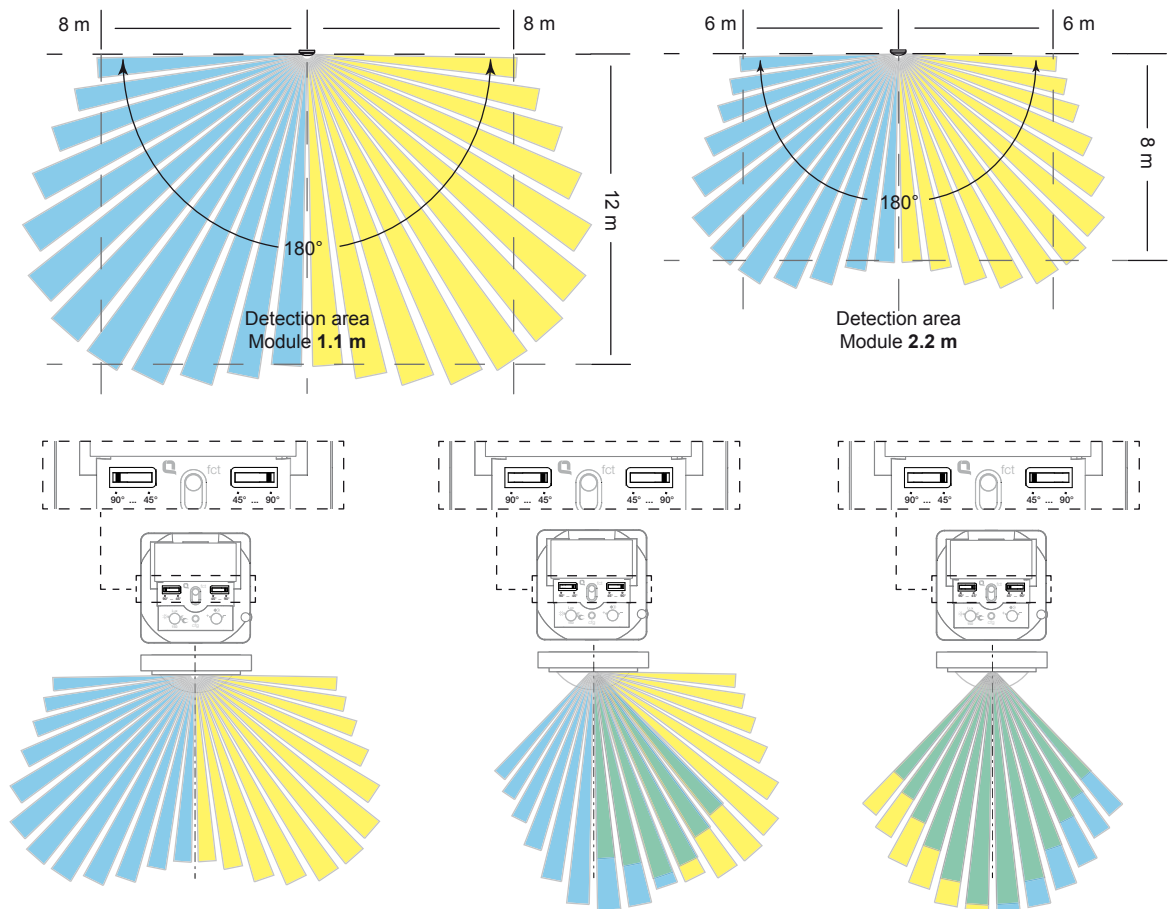 8 m
8 m
12 m
180°
Detection area
Module 1.1 m
6 m
6 m
8 m
180°
Detection area
Module 2.2 m
fct
90° ... 45°
45° ... 90°
fct
90° ... 45°
45° ... 90°
fct
90° ... 45°
45° ... 90°